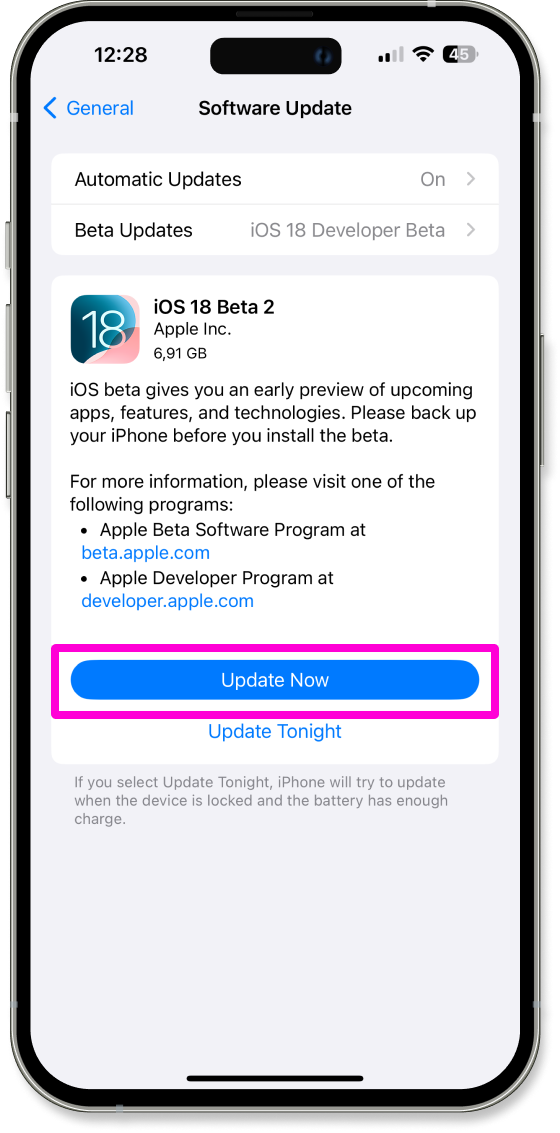 12:28
45
General
Software Update
Automatic Updates On
Beta Updates iOS 18 Developer Beta
18
iOS 18 Beta 2
Apple Inc.
6,91 GB
iOS beta gives you an early preview of upcoming
apps, features, and technologies. Please back up
your iPhone before you install the beta.
For more information, please visit one of the
following programs:
• Apple Beta Software Program at
beta.apple.com
• Apple Developer Program at
developer.apple.com
Update Now
Update Tonight
If you select Update Tonight, iPhone will try to update
when the device is locked and the battery has enough
charge.